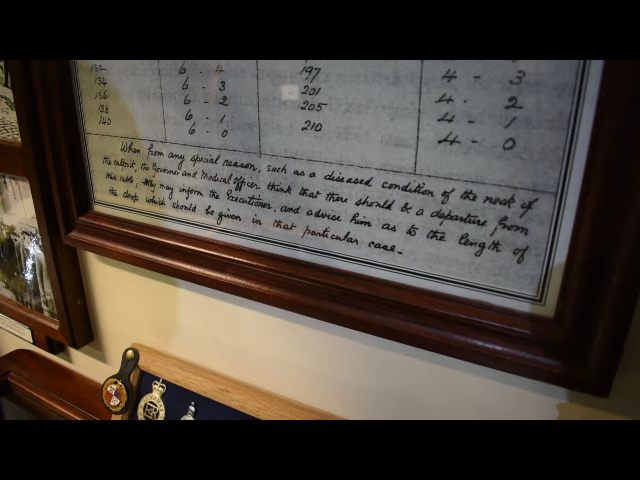 132 6 - 4 197 4 - 3
134 6 - 3 201 4 - 2
136 6 - 2 205 4 - 1
138 6 - 1 210 4 - 0
140 6 - 0
When from any special reason, such as a diseased condition of the neck of
the culprit, the Governor and Medical Officer think that there should be a departure from
this table, they may inform the Executioner, and advise him as to the length of
the drop which should be given in that particular case.